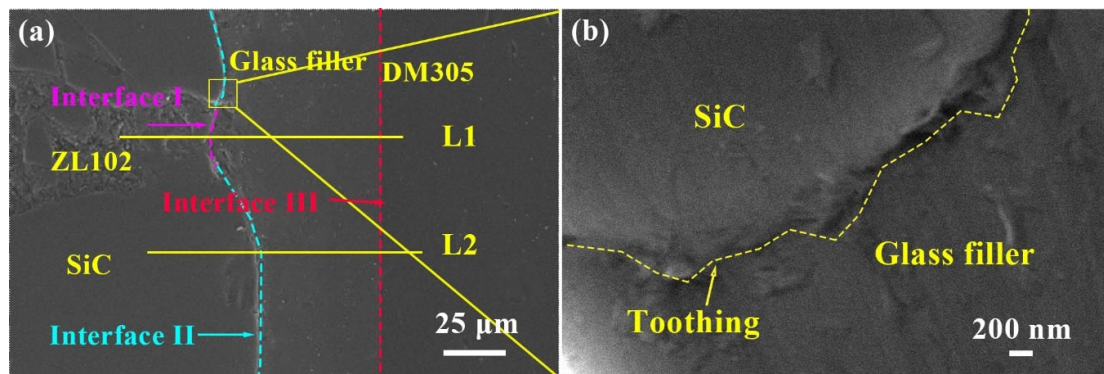 (a)
Glass filler
DM305
Interface I
L1
ZL102
Interface III
L2
SiC
Interface II
25 μm
(b)
SiC
Glass filler
Toothing
200 nm